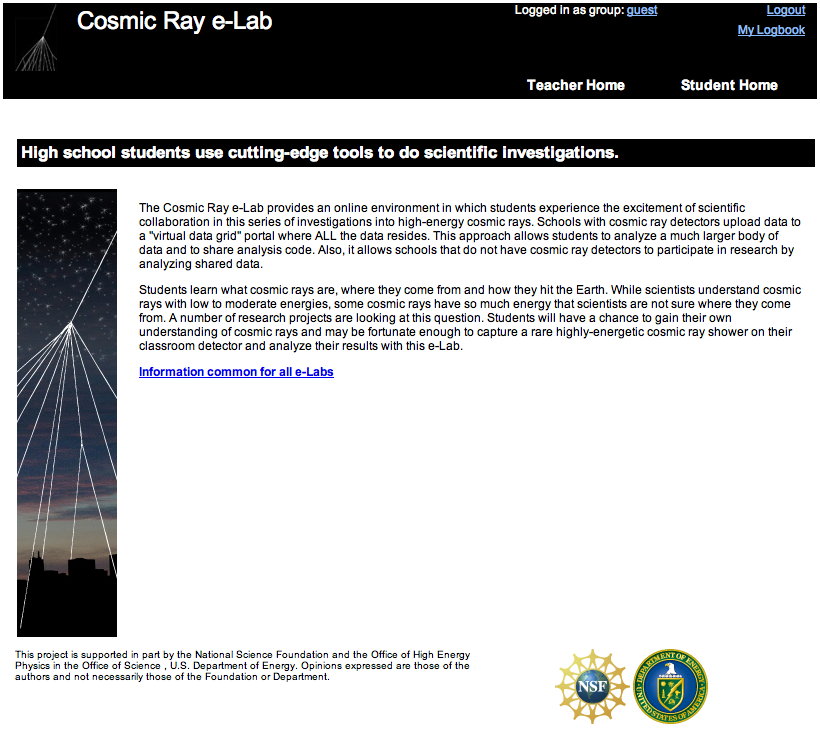 Cosmic Ray e-Lab
Logged in as group: guest
Logout
My Logbook
Teacher Home
Student Home
High school students use cutting-edge tools to do scientific investigations.
The Cosmic Ray e-Lab provides an online environment in which students experience the excitement of scientific
collaboration in this series of investigations into high-energy cosmic rays. Schools with cosmic ray detectors upload data to
a "virtual data grid" portal where ALL the data resides. This approach allows students to analyze a much larger body of
data and to share analysis code. Also, it allows schools that do not have cosmic ray detectors to participate in research by
analyzing shared data.
Students learn what cosmic rays are, where they come from and how they hit the Earth. While scientists understand cosmic
rays with low to moderate energies, some cosmic rays have so much energy that scientists are not sure where they come
from. A number of research projects are looking at this question. Students will have a chance to gain their own
understanding of cosmic rays and may be fortunate enough to capture a rare highly-energetic cosmic ray shower on their
classroom detector and analyze their results with this e-Lab.
Information common for all e-Labs
This project is supported in part by the National Science Foundation and the Office of High Energy
Physics in the Office of Science , U.S. Department of Energy. Opinions expressed are those of the
authors and not necessarily those of the Foundation or Department.
NSF
DEPARTMENT OF ENERGY
UNITED STATES OF AMERICA